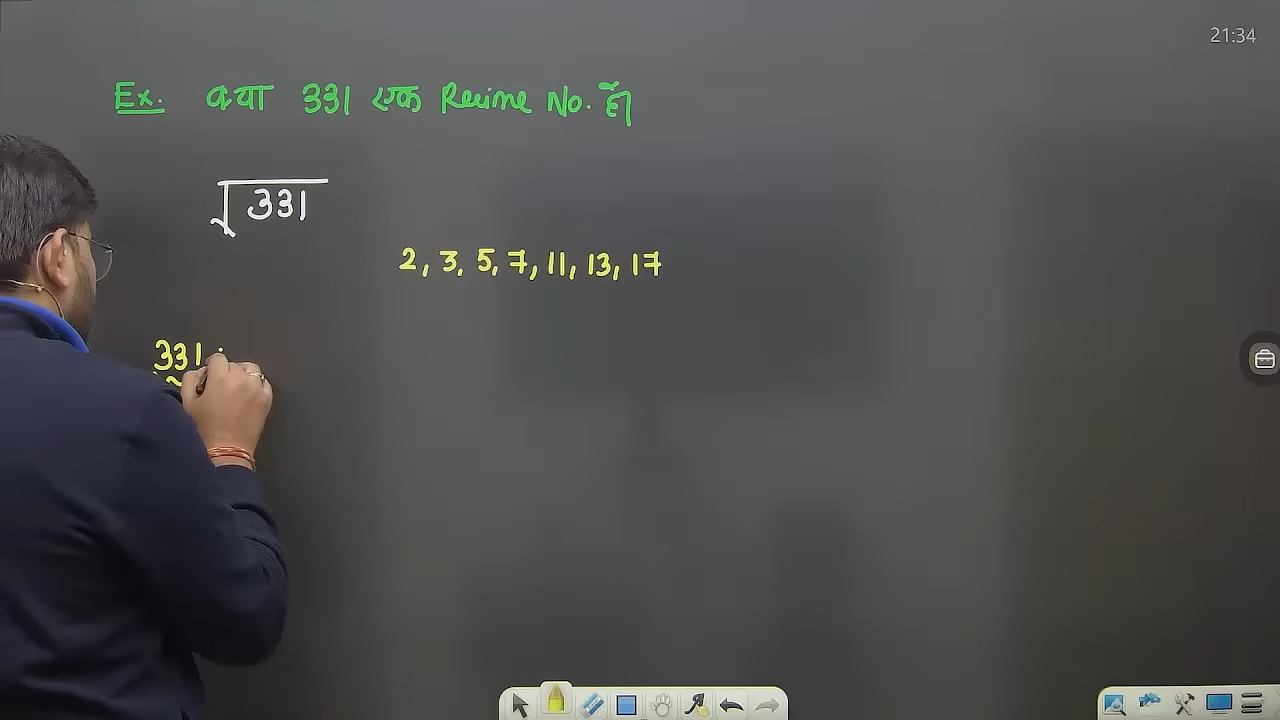 21:34
Ex. क्या 331 एक Prime No. है।
√331
2, 3, 5, 7, 11, 13, 17
331